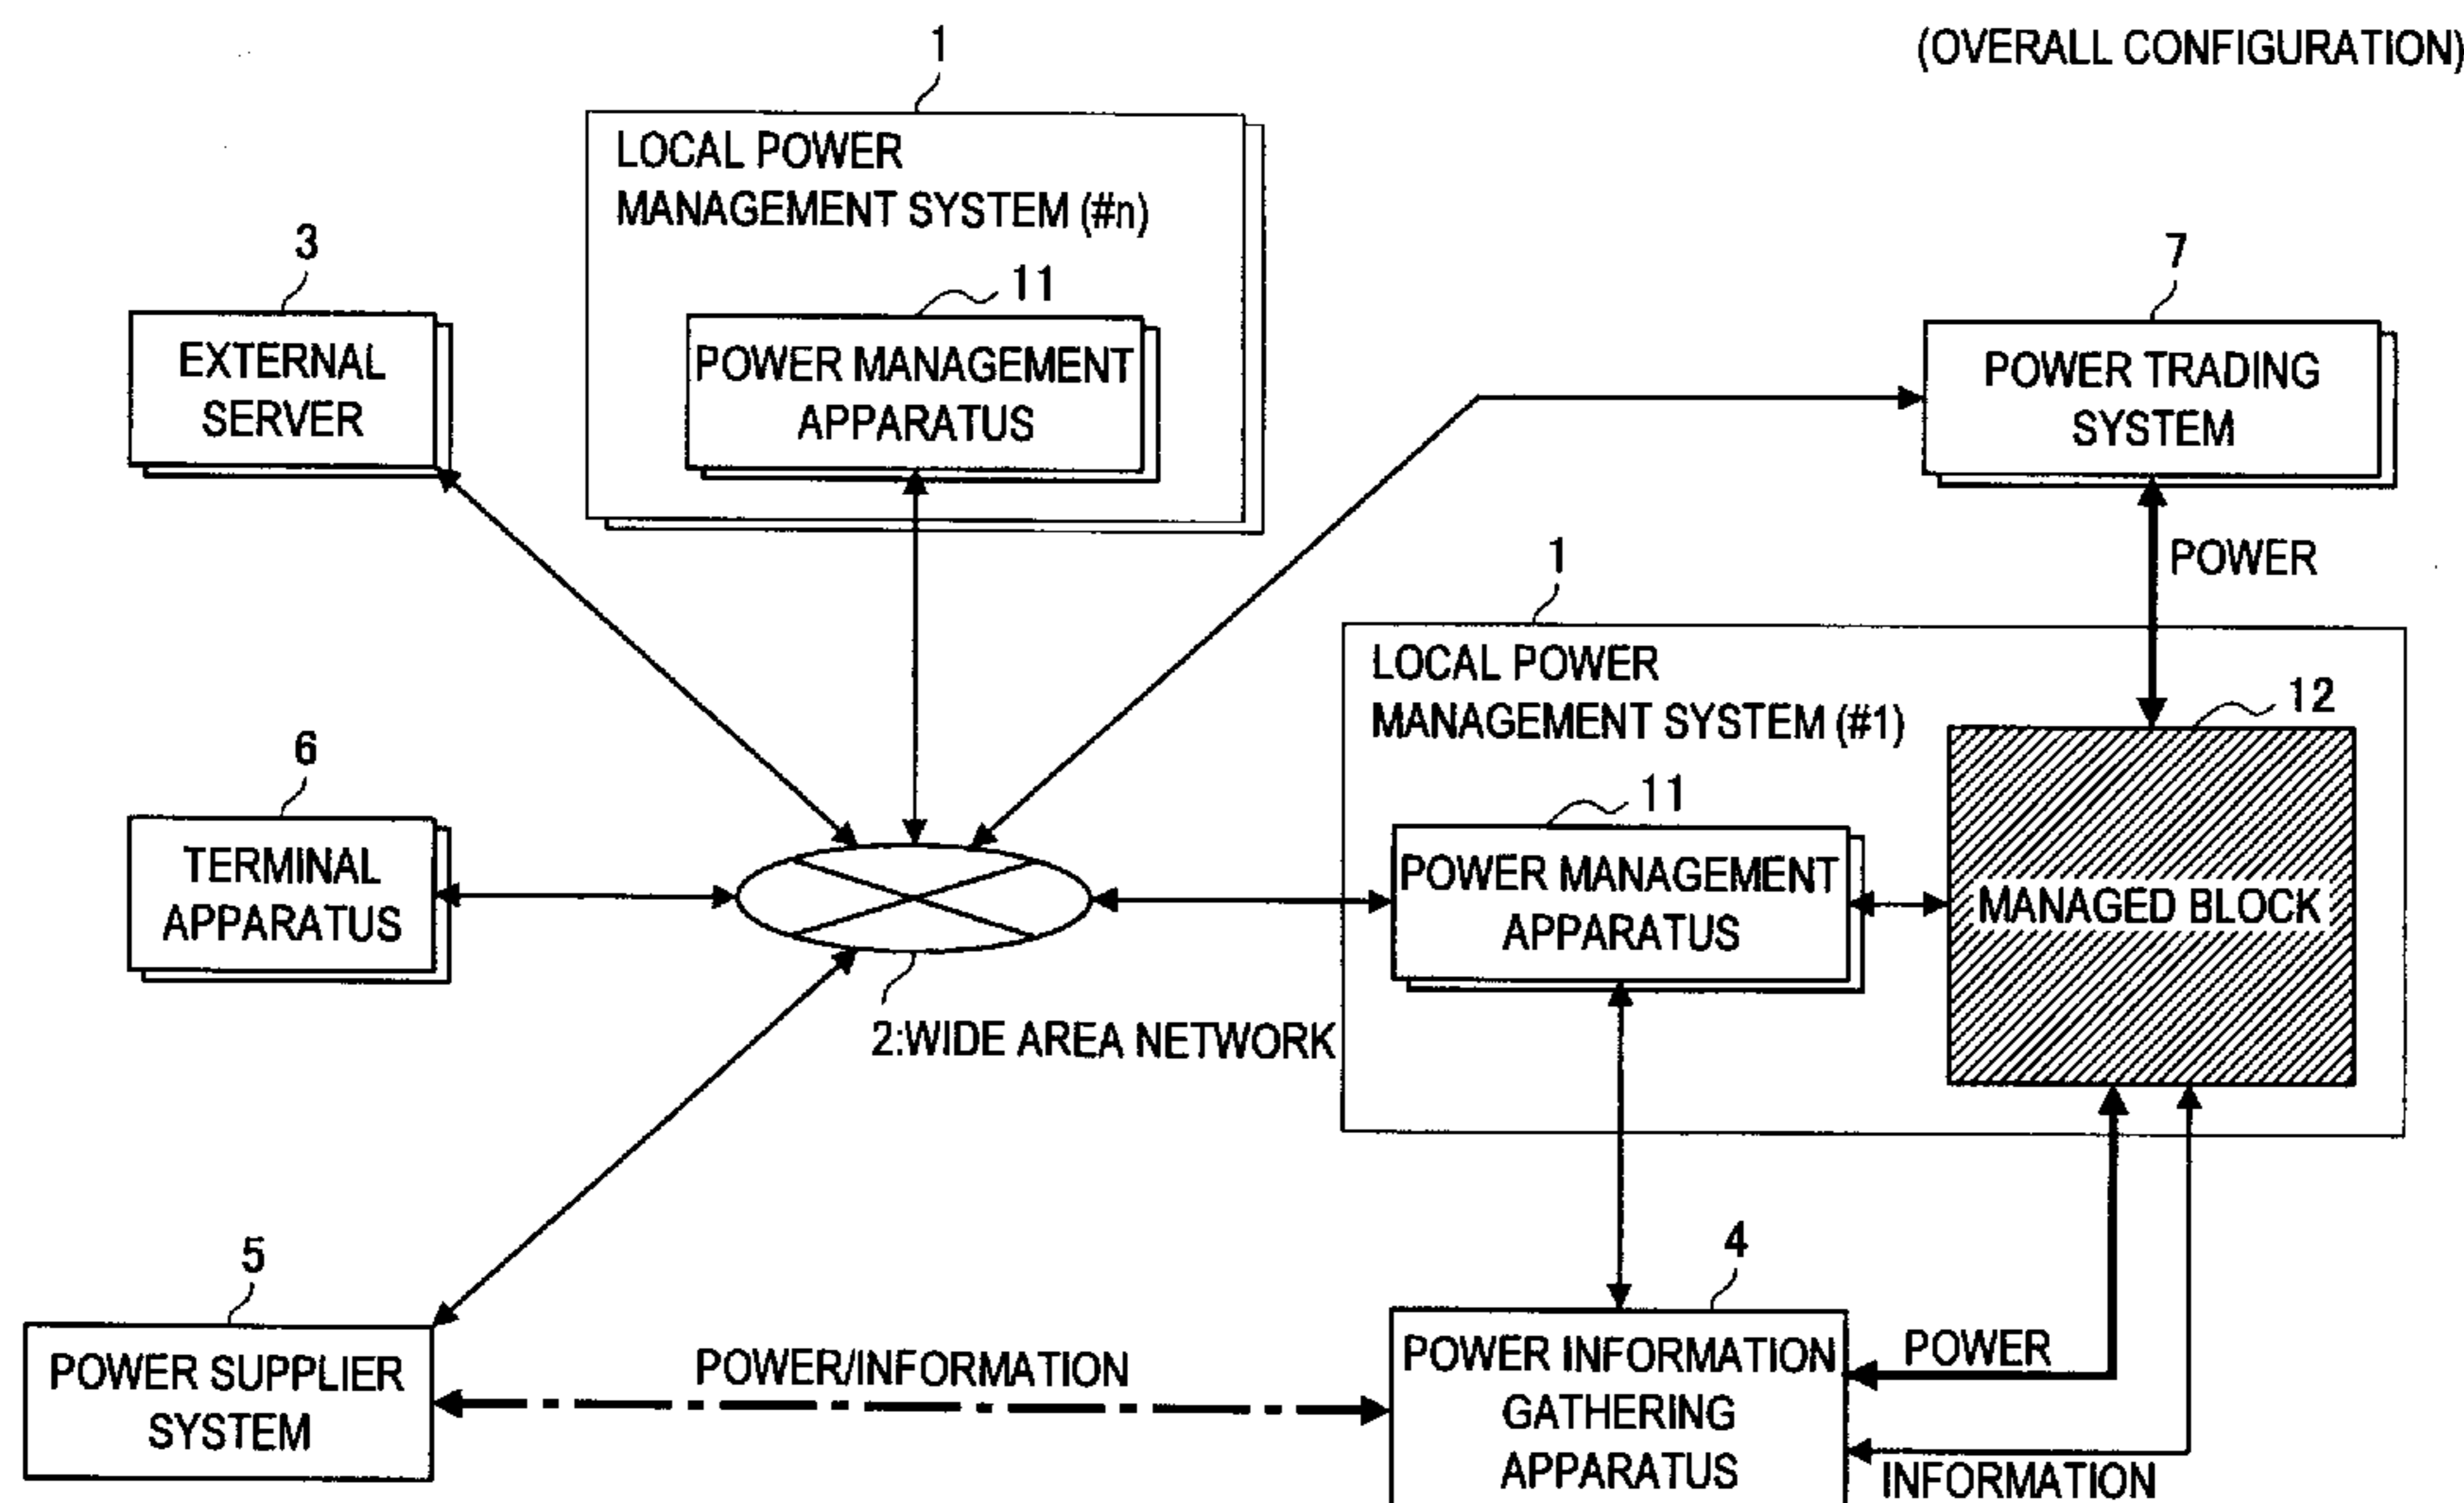 (OVERALL CONFIGURATION)
1
LOCAL POWER
MANAGEMENT SYSTEM (#n)
11
POWER MANAGEMENT
APPARATUS
3
EXTERNAL
SERVER
7
POWER TRADING
SYSTEM
POWER
1
LOCAL POWER
MANAGEMENT SYSTEM (#1)
12
MANAGED BLOCK
11
POWER MANAGEMENT
APPARATUS
6
TERMINAL
APPARATUS
2:WIDE AREA NETWORK
5
POWER SUPPLIER
SYSTEM
POWER/INFORMATION
4
POWER INFORMATION
GATHERING
APPARATUS
POWER
INFORMATION